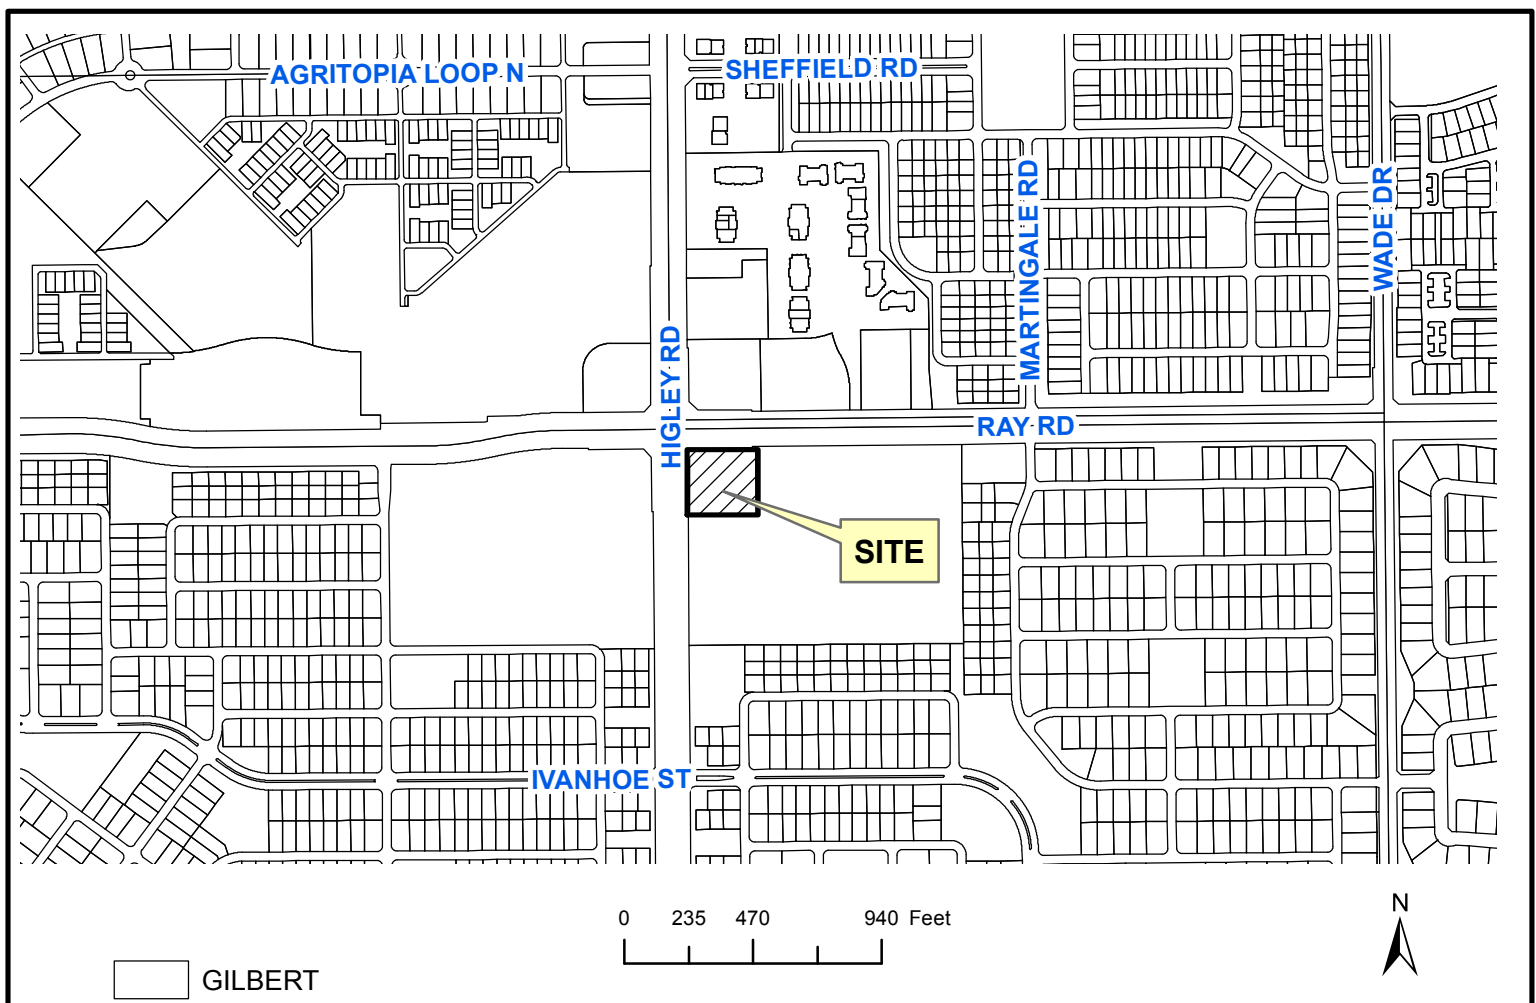 AGRITOPIA LOOP N
SHEFFIELD RD
MARTINGALE RD
WADE DR
HIGLEY RD
RAY RD
SITE
IVANHOE ST
0 235 470 940 Feet
N
GILBERT